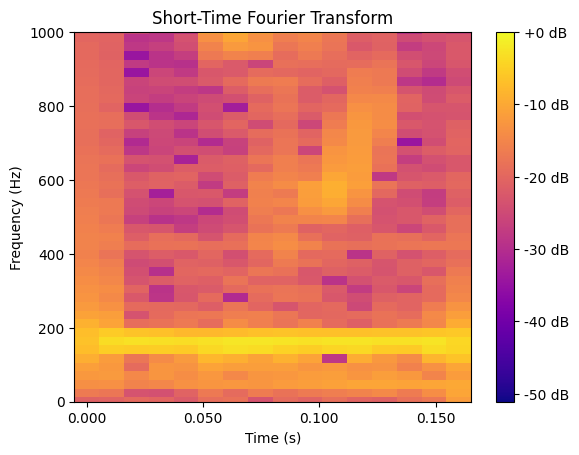 Short-Time Fourier Transform
1000
800
600
400
200
0
Frequency (Hz)
0.000
0.050
0.100
0.150
Time (s)
+0 dB
-10 dB
-20 dB
-30 dB
-40 dB
-50 dB